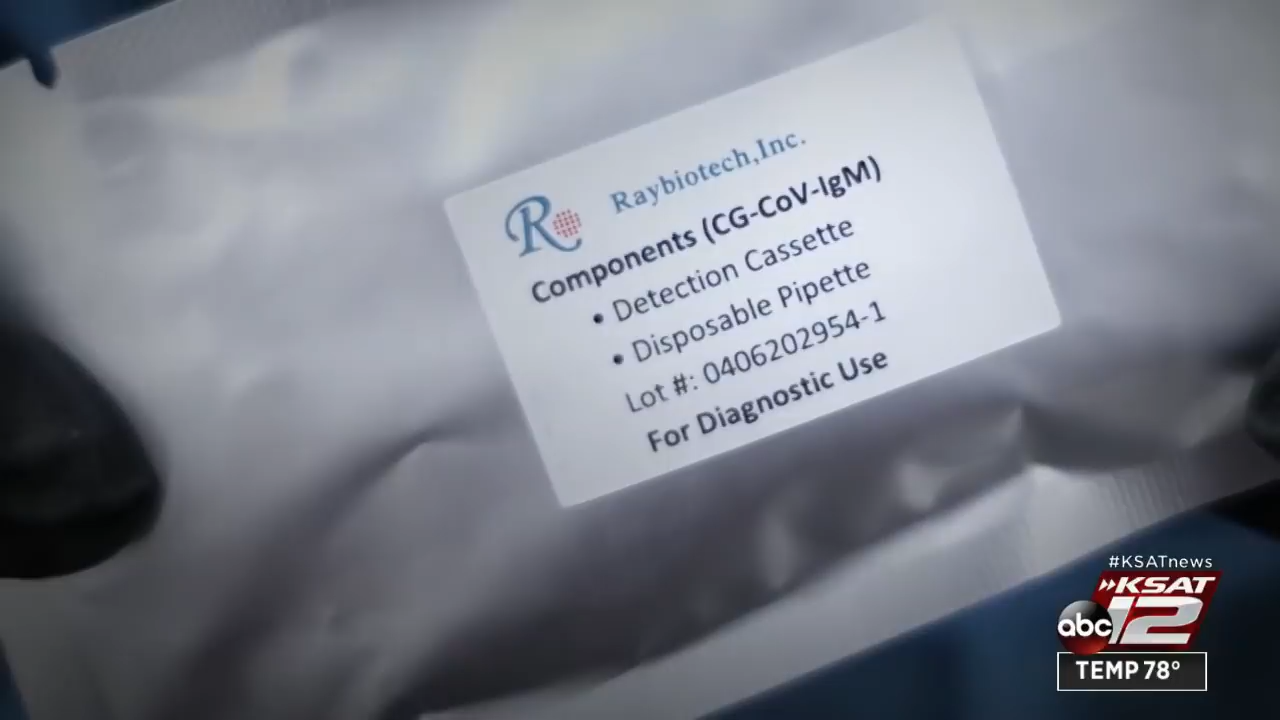 R
Raybiotech,Inc.
Components (CG-CoV-IgM)
• Detection Cassette
• Disposable Pipette
Lot #: 0406202954-1
For Diagnostic Use
#KSATnews
KSAT
abc 12
TEMP 78°